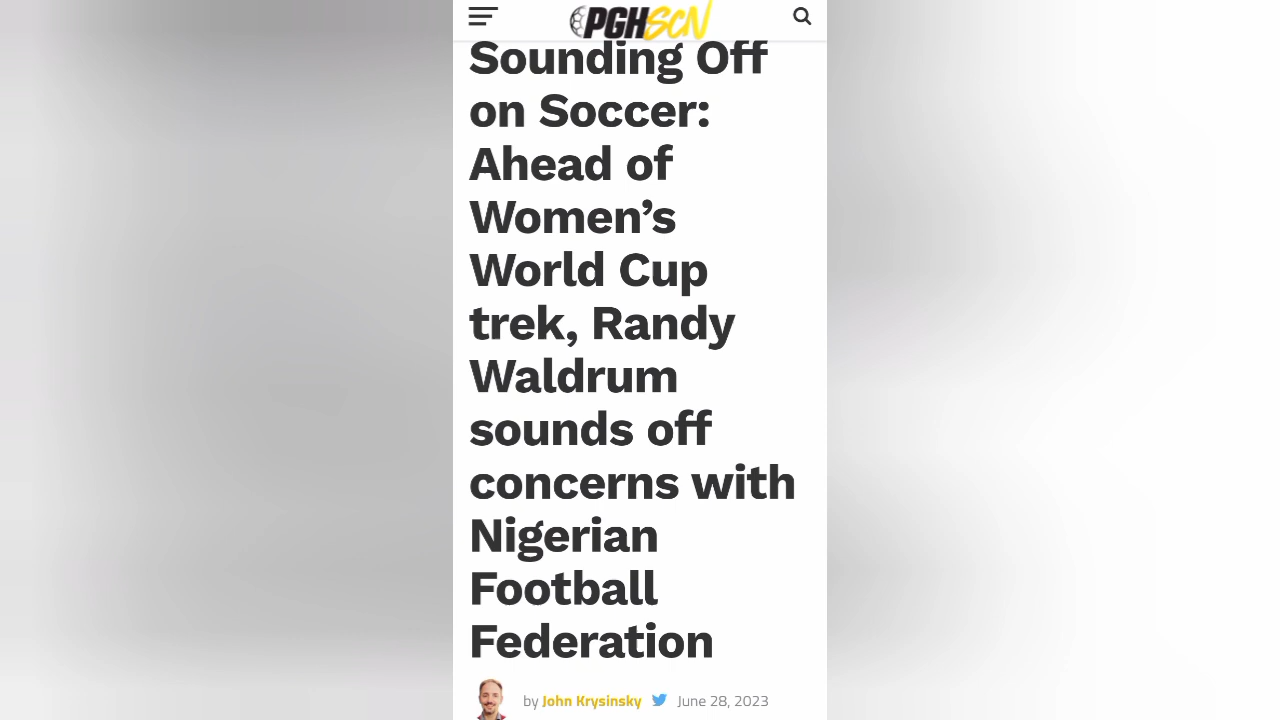 PGHSCN
Sounding Off
on Soccer:
Ahead of
Women’s
World Cup
trek, Randy
Waldrum
sounds off
concerns with
Nigerian
Football
Federation
by John Krysinsky June 28, 2023